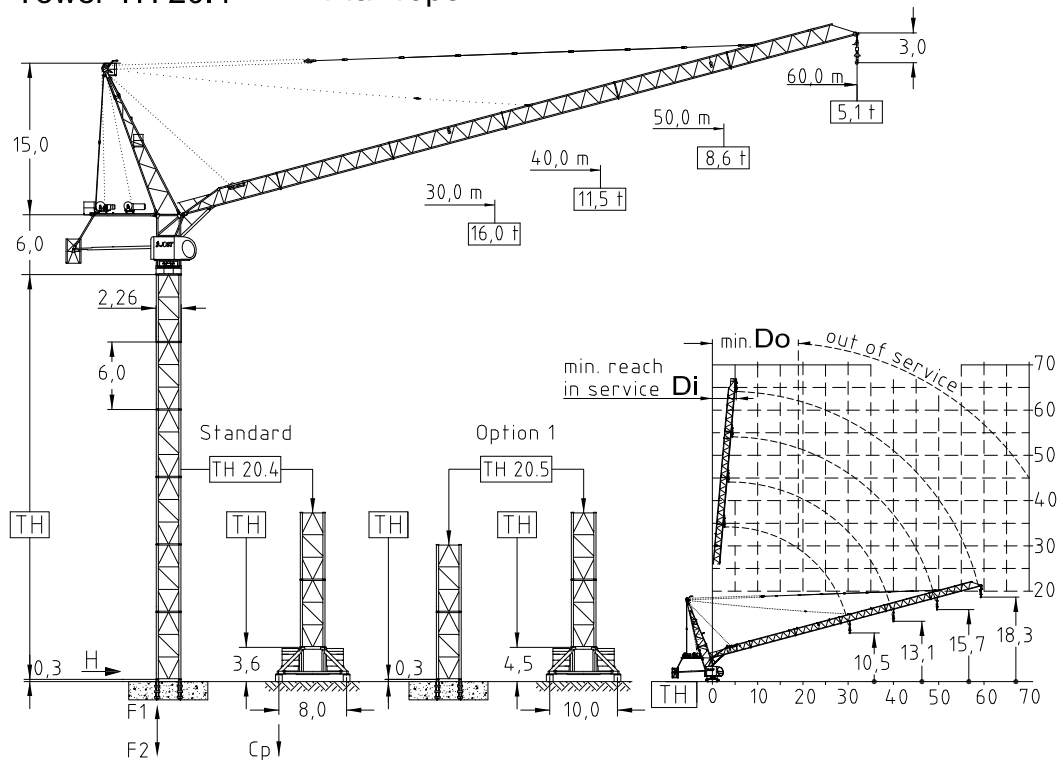 3,0
60,0 m
5,1 t
50,0 m
8,6 t
40,0 m
11,5 t
30,0 m
16,0 t
15,0
6,0
2,26
6,0
Standard
TH 20.4
Option 1
TH 20.5
TH
TH
TH
TH
0,3
H
3,6
0,3
4,5
8,0
10,0
F1
F2
Cp
min. Do
out of service
min. reach
in service Di
70
60
50
40
30
20
18,3
15,7
13,1
10,5
TH
0 10 20 30 40 50 60 70